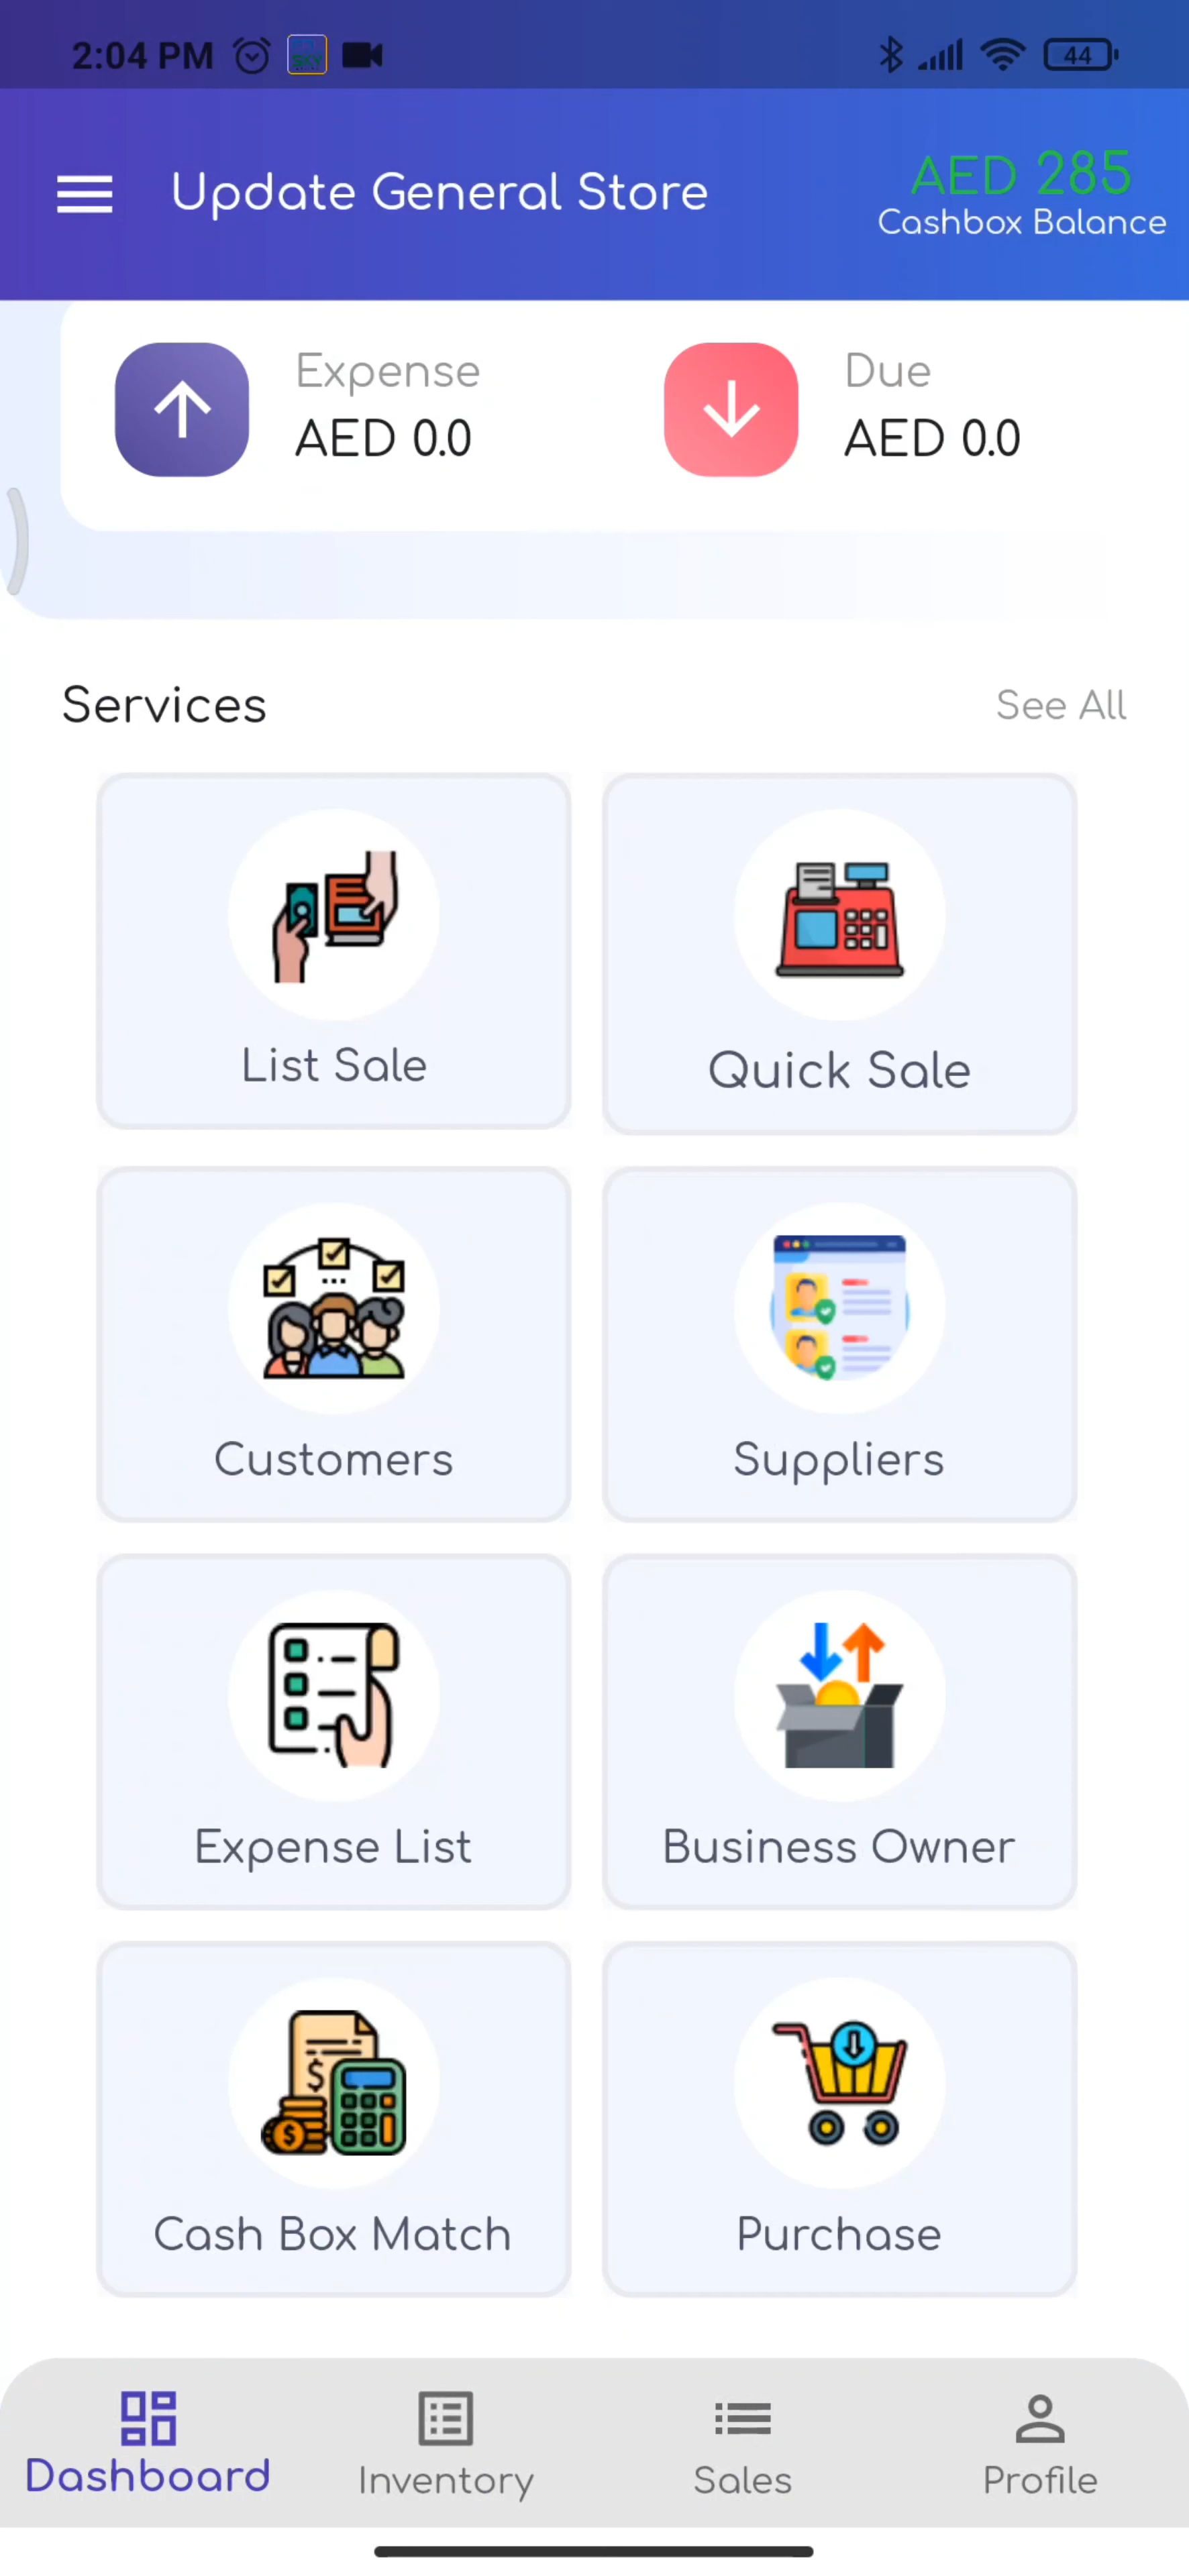 2:04 PM
44
Update General Store
AED 285
Cashbox Balance
Expense
AED 0.0
Due
AED 0.0
Services
See All
List Sale
Quick Sale
Customers
Suppliers
Expense List
Business Owner
Cash Box Match
Purchase
Dashboard
Inventory
Sales
Profile